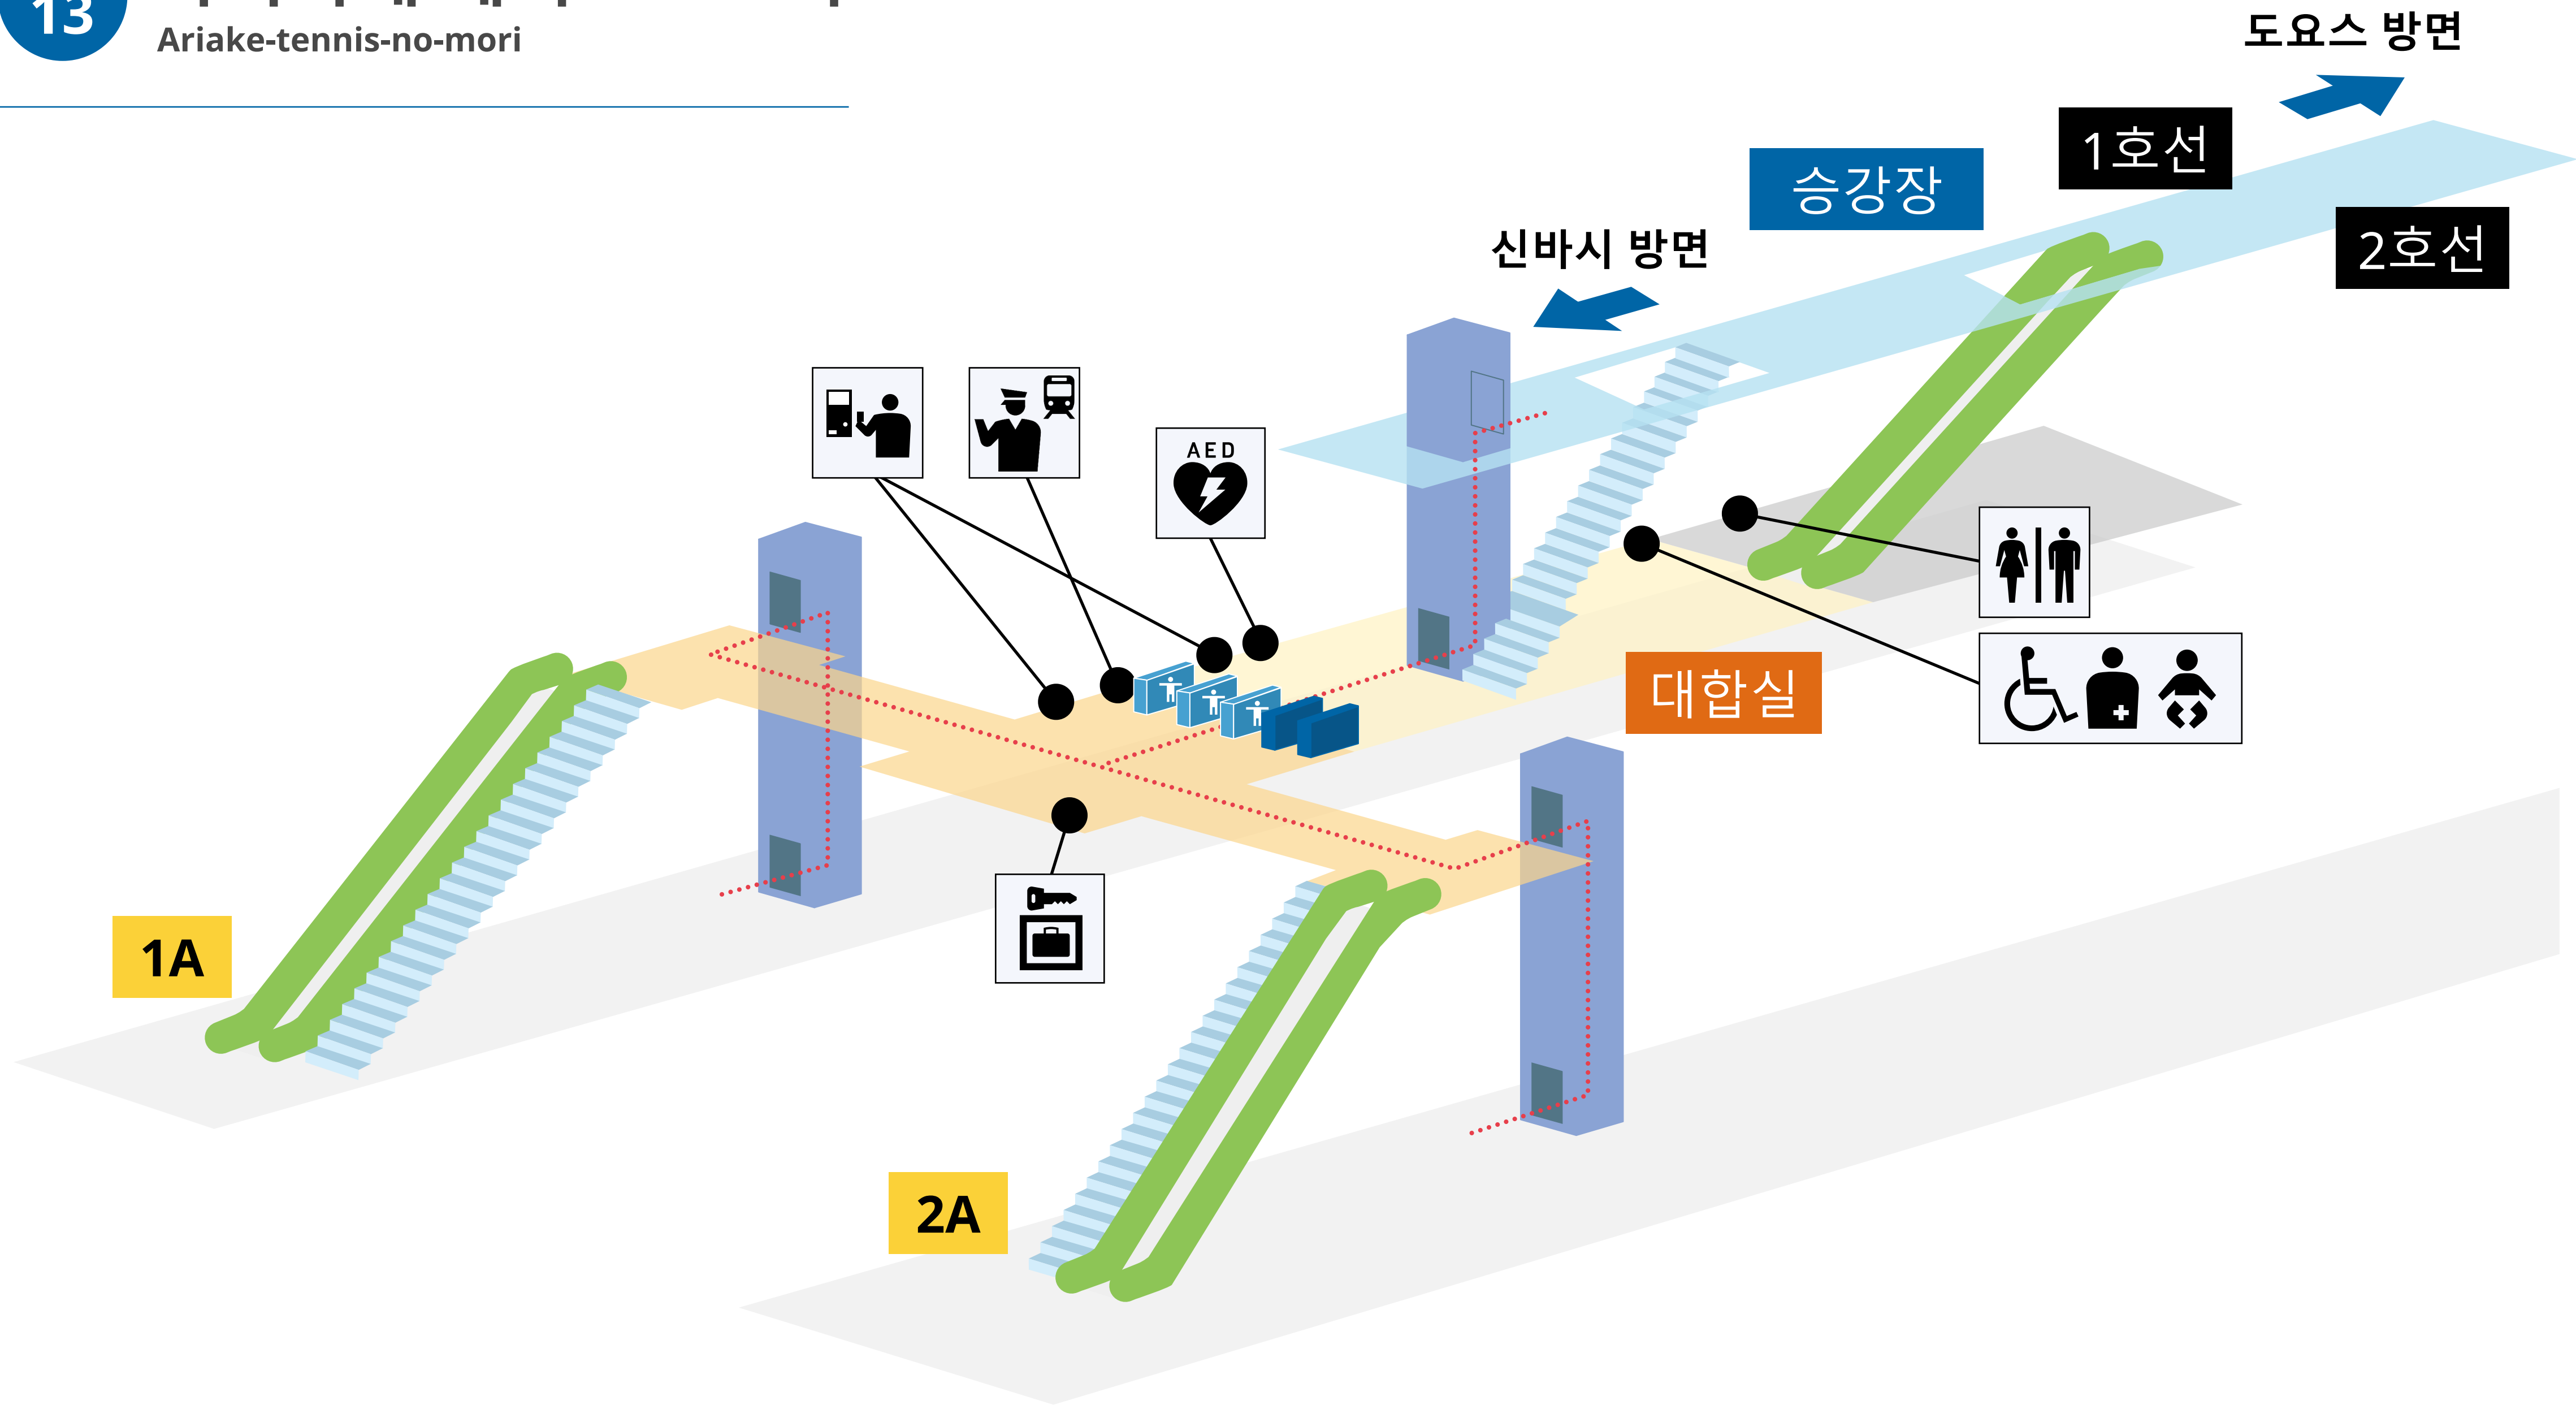 13
Ariake-tennis-no-mori
도요스 방면
1호선
승강장
2호선
신바시 방면
AED
대합실
1A
2A